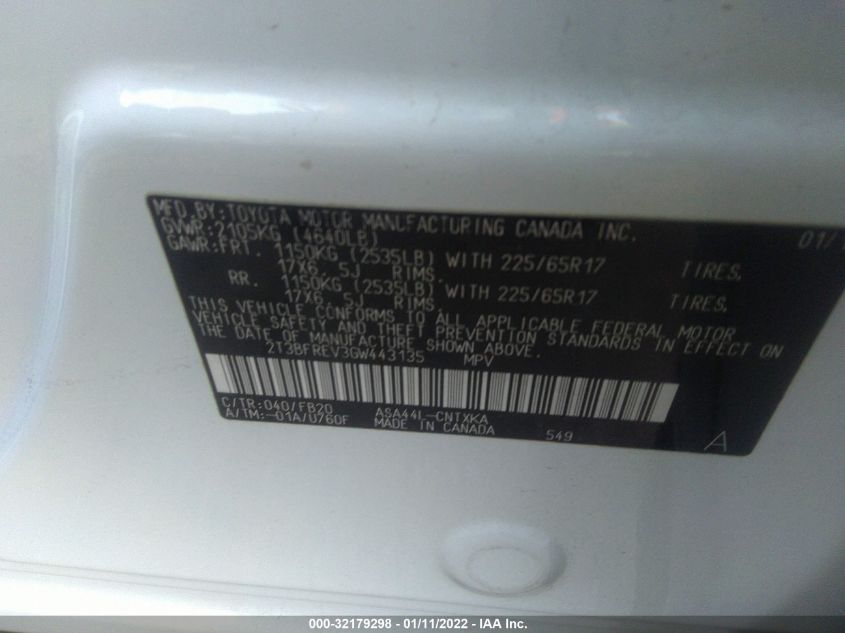 MFD. BY: TOYOTA MOTOR MANUFACTURING CANADA INC. 01/
GVWR: 2105KG (4640LB)
GAWR: FRT. 1150KG (2535LB) WITH 225/65R17 TIRES,
17X6. 5J RIMS.
RR. 1150KG (2535LB) WITH 225/65R17 TIRES,
17X6. 5J RIMS.
THIS VEHICLE CONFORMS TO ALL APPLICABLE FEDERAL MOTOR
VEHICLE SAFETY AND THEFT PREVENTION STANDARDS IN EFFECT ON
THE DATE OF MANUFACTURE SHOWN ABOVE.
2T3BFREV3GW443135 MPV
C/TR: 040/FB20 ASA44L-CNTXKA
A/TM: -01A/U760F MADE IN CANADA 549 A
000-32179298 - 01/11/2022 - IAA Inc.